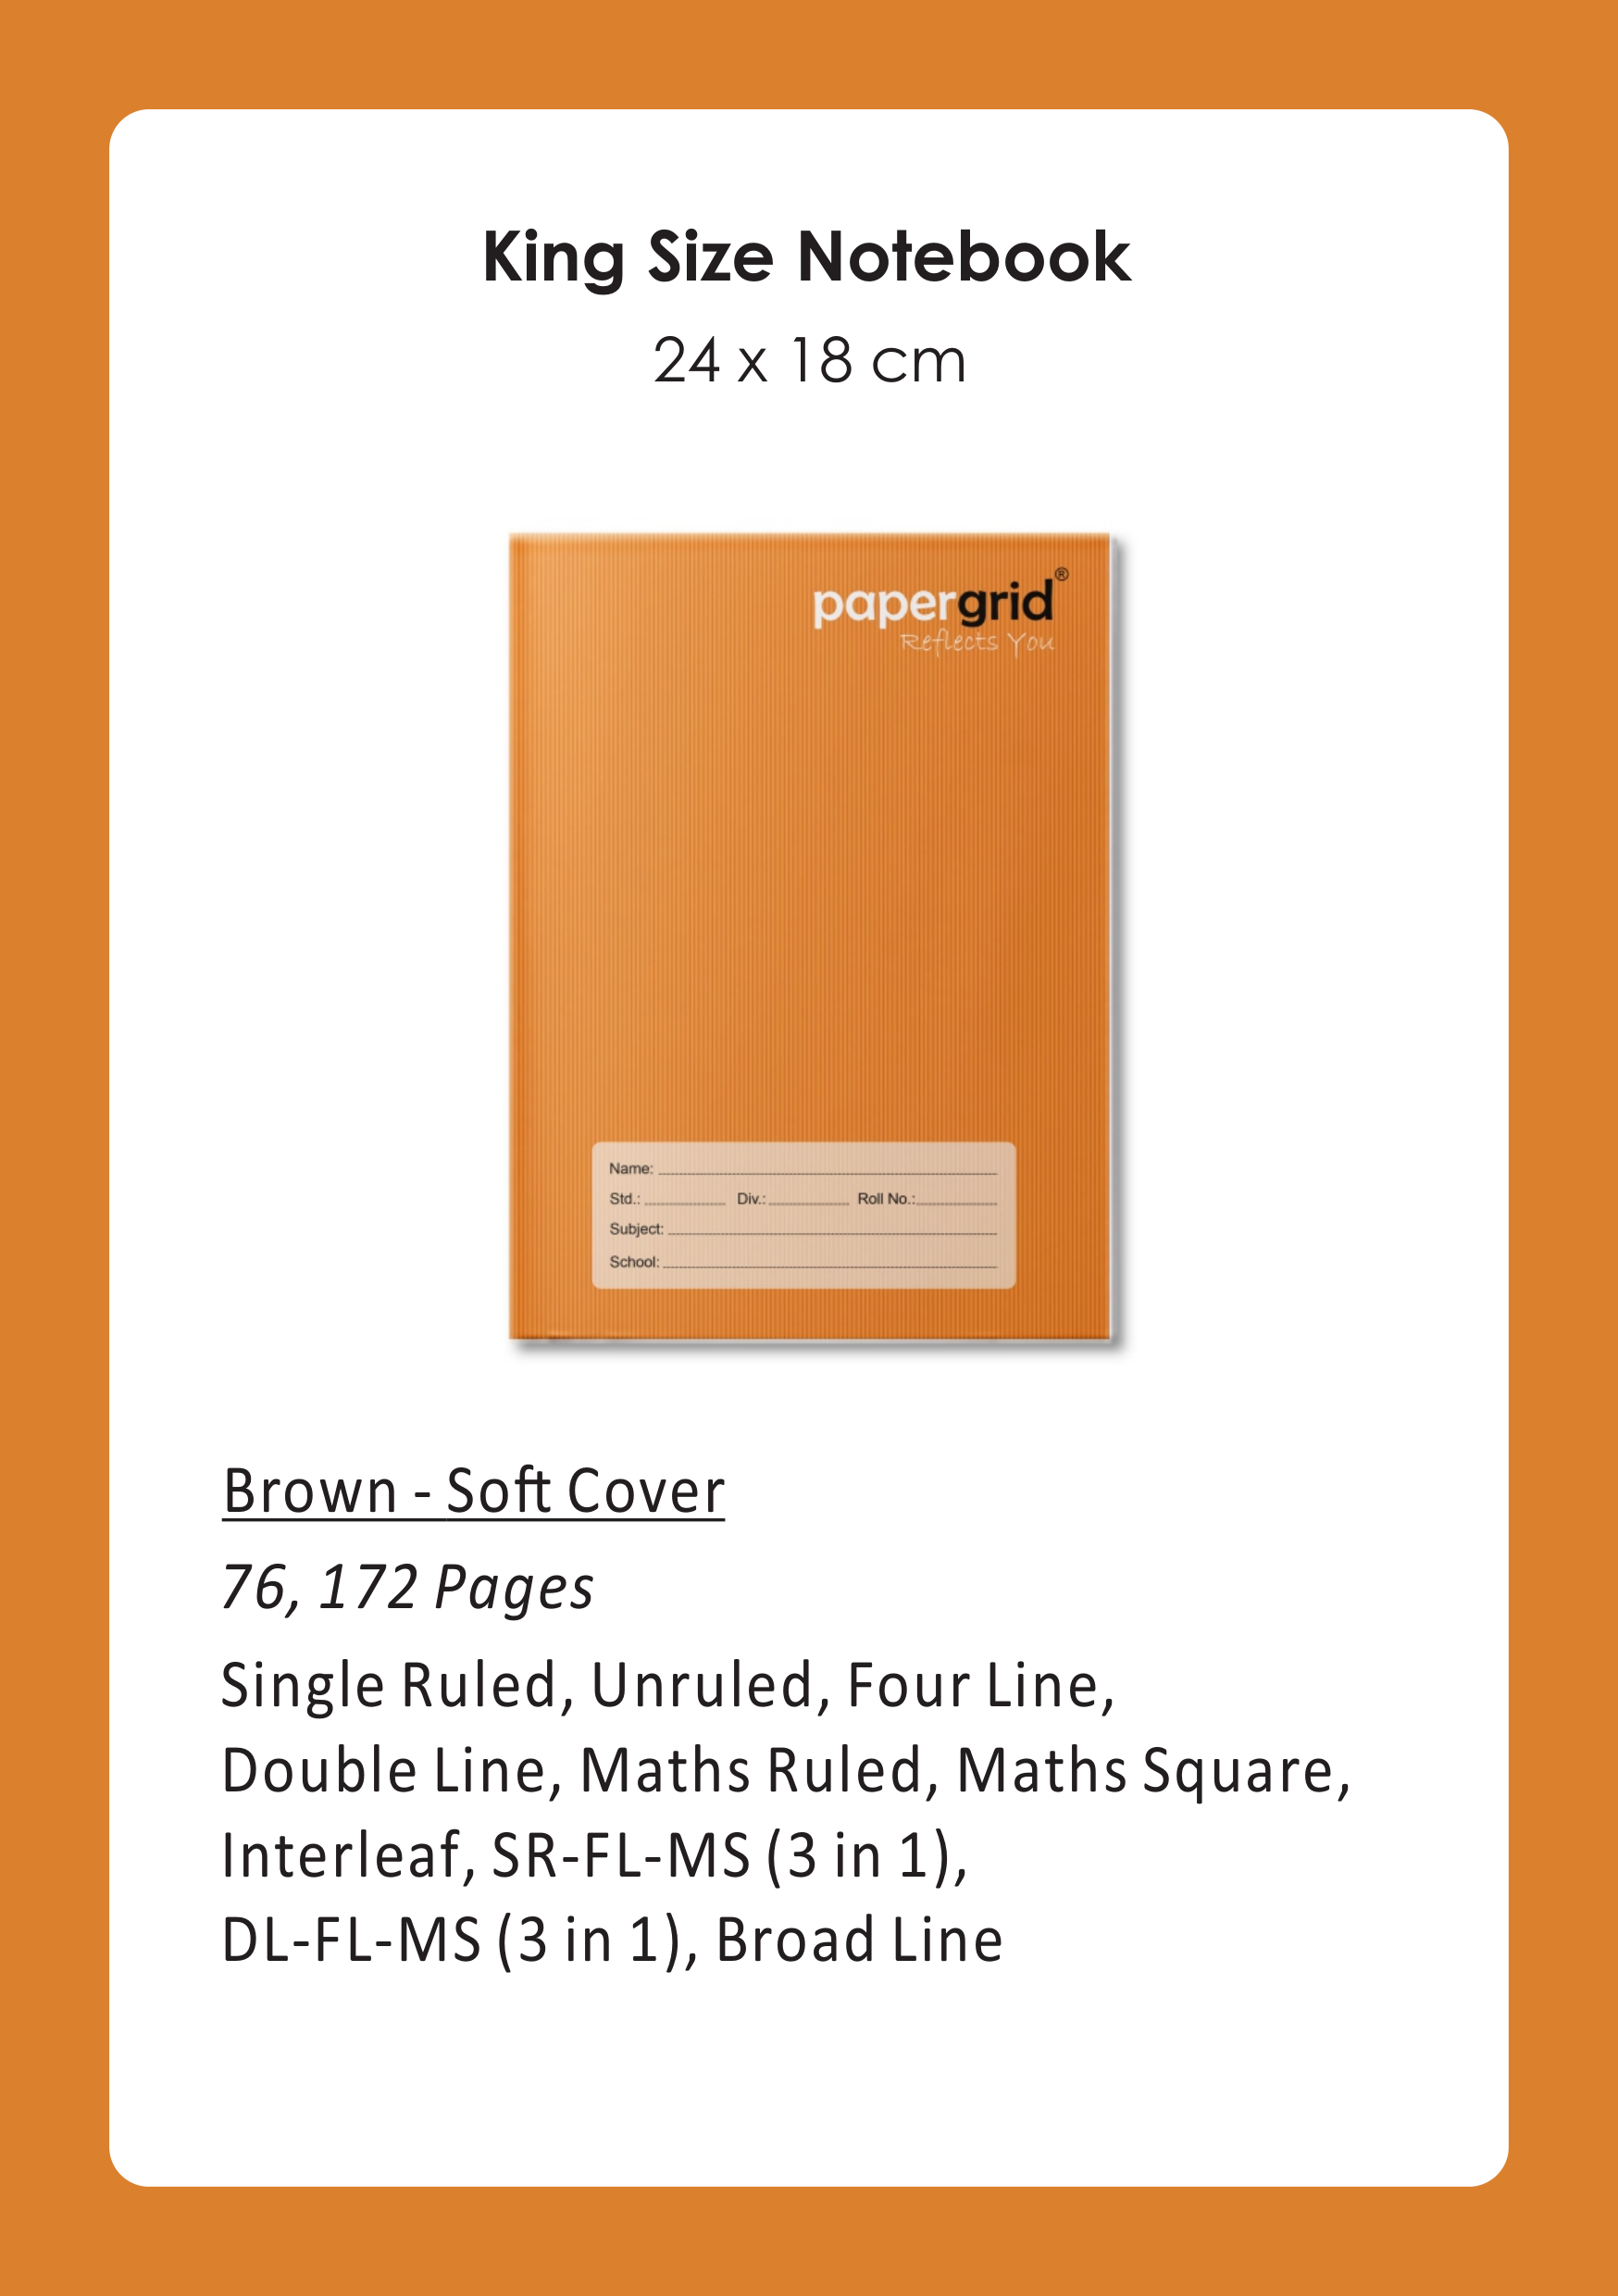 King Size Notebook
24 x 18 cm
papergrid®
Reflects You
Name:
Std.: Div.: Roll No.:
Subject:
School:
Brown - Soft Cover
76, 172 Pages
Single Ruled, Unruled, Four Line,
Double Line, Maths Ruled, Maths Square,
Interleaf, SR-FL-MS (3 in 1),
DL-FL-MS (3 in 1), Broad Line